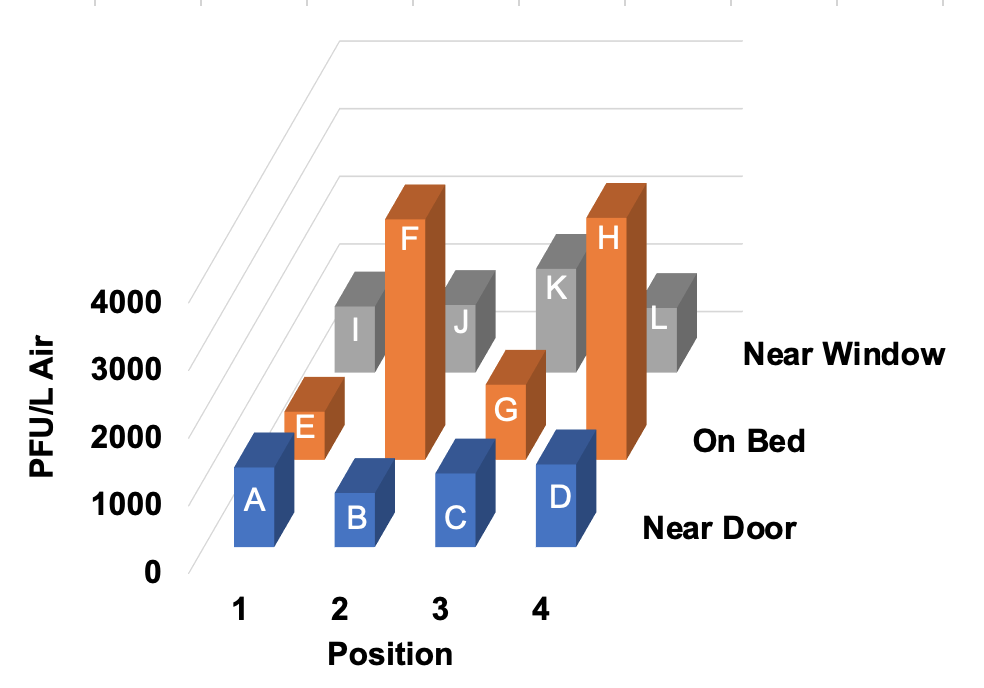 F
H
K
I
J
L
4000
3000
2000
1000
0
PFU/L Air
Near Window
E
G
On Bed
A
B
C
D
Near Door
1 2 3 4
Position